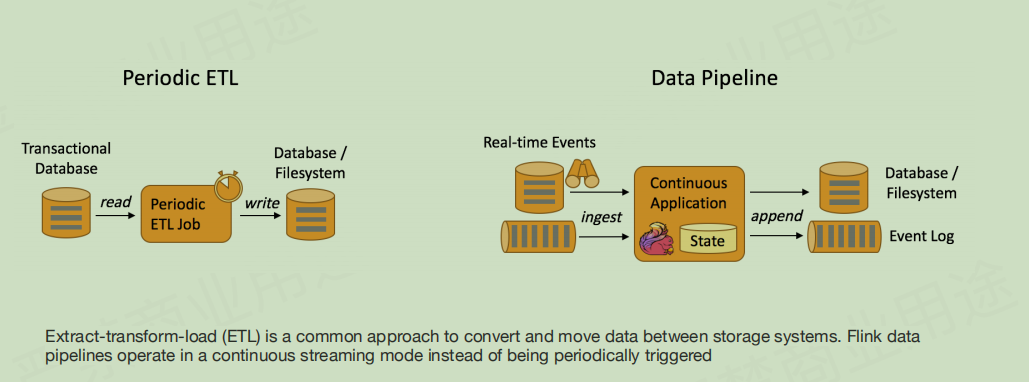 Periodic ETL
Data Pipeline
Transactional
Database
read
Periodic
ETL Job
write
Database /
Filesystem
Real-time Events
ingest
Continuous
Application
State
append
Database /
Filesystem
Event Log
Extract-transform-load (ETL) is a common approach to convert and move data between storage systems. Flink data
pipelines operate in a continuous streaming mode instead of being periodically triggered